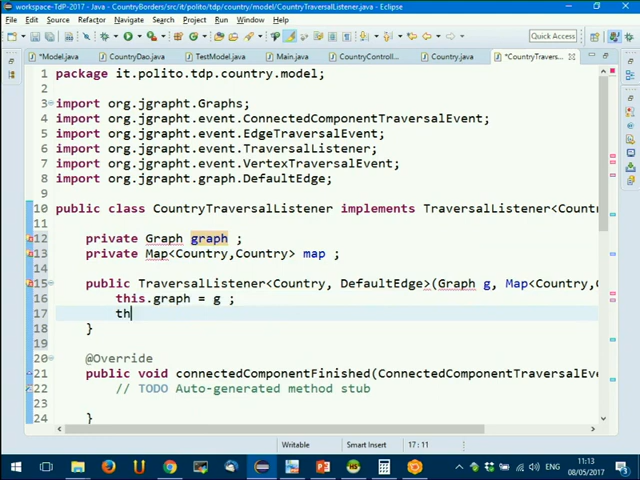 workspace-TdP-2017 - Java - CountryBorders/src/it/polito/tdp/country/model/CountryTraversalListener.java - Eclipse
File Edit Source Refactor Navigate Search Project Run Window Help
Quick Access
*Model.java CountryDao.java TestModel.java Main.java CountryControll... Country.java *CountryTravers...
1 package it.polito.tdp.country.model;
2
3 import org.jgrapht.Graphs;
4 import org.jgrapht.event.ConnectedComponentTraversalEvent;
5 import org.jgrapht.event.EdgeTraversalEvent;
6 import org.jgrapht.event.TraversalListener;
7 import org.jgrapht.event.VertexTraversalEvent;
8 import org.jgrapht.graph.DefaultEdge;
9
10 public class CountryTraversalListener implements TraversalListener<Count
11
12 private Graph graph ;
13 private Map<Country,Country> map ;
14
15 public TraversalListener<Country, DefaultEdge>(Graph g, Map<Country,C
16 this.graph = g ;
17 th
18 }
19
20 @Override
21 public void connectedComponentFinished(ConnectedComponentTraversalEve
22 // TODO Auto-generated method stub
23
24 }
Writable Smart Insert 17 : 11
ENG 11:13
08/05/2017